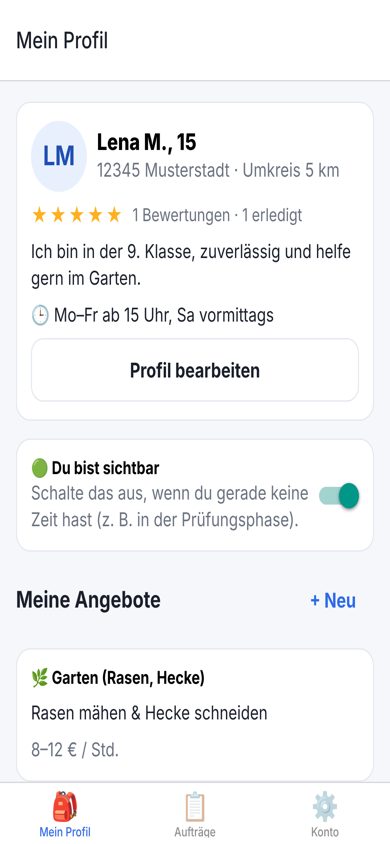 Mein Profil
LM
Lena M., 15
12345 Musterstadt · Umkreis 5 km
★★★★★ 1 Bewertungen · 1 erledigt
Ich bin in der 9. Klasse, zuverlässig und helfe
gern im Garten.
🕒 Mo–Fr ab 15 Uhr, Sa vormittags
Profil bearbeiten
🟢 Du bist sichtbar
Schalte das aus, wenn du gerade keine
Zeit hast (z. B. in der Prüfungsphase).
Meine Angebote
+ Neu
🌿 Garten (Rasen, Hecke)
Rasen mähen & Hecke schneiden
8–12 € / Std.
Mein Profil
Aufträge
Konto